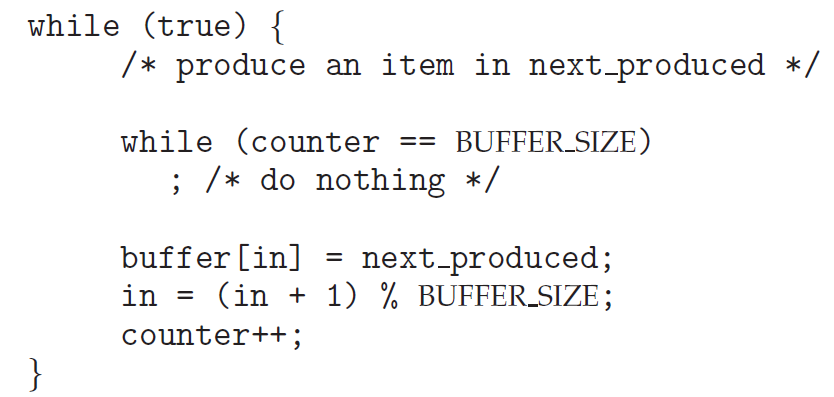 while (true) {
/* produce an item in next_produced */
while (counter == BUFFER_SIZE)
; /* do nothing */
buffer[in] = next_produced;
in = (in + 1) % BUFFER_SIZE;
counter++;
}